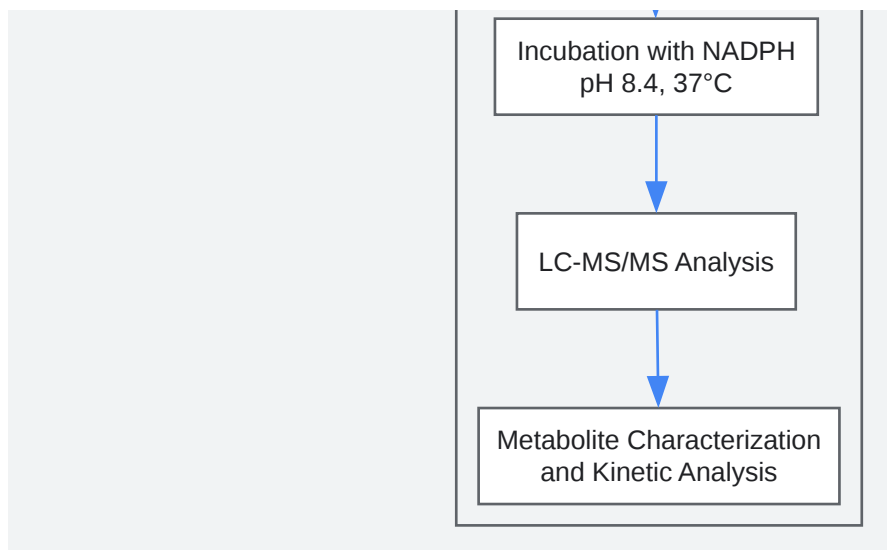 Incubation with NADPH
pH 8.4, 37°C
LC-MS/MS Analysis
Metabolite Characterization
and Kinetic Analysis